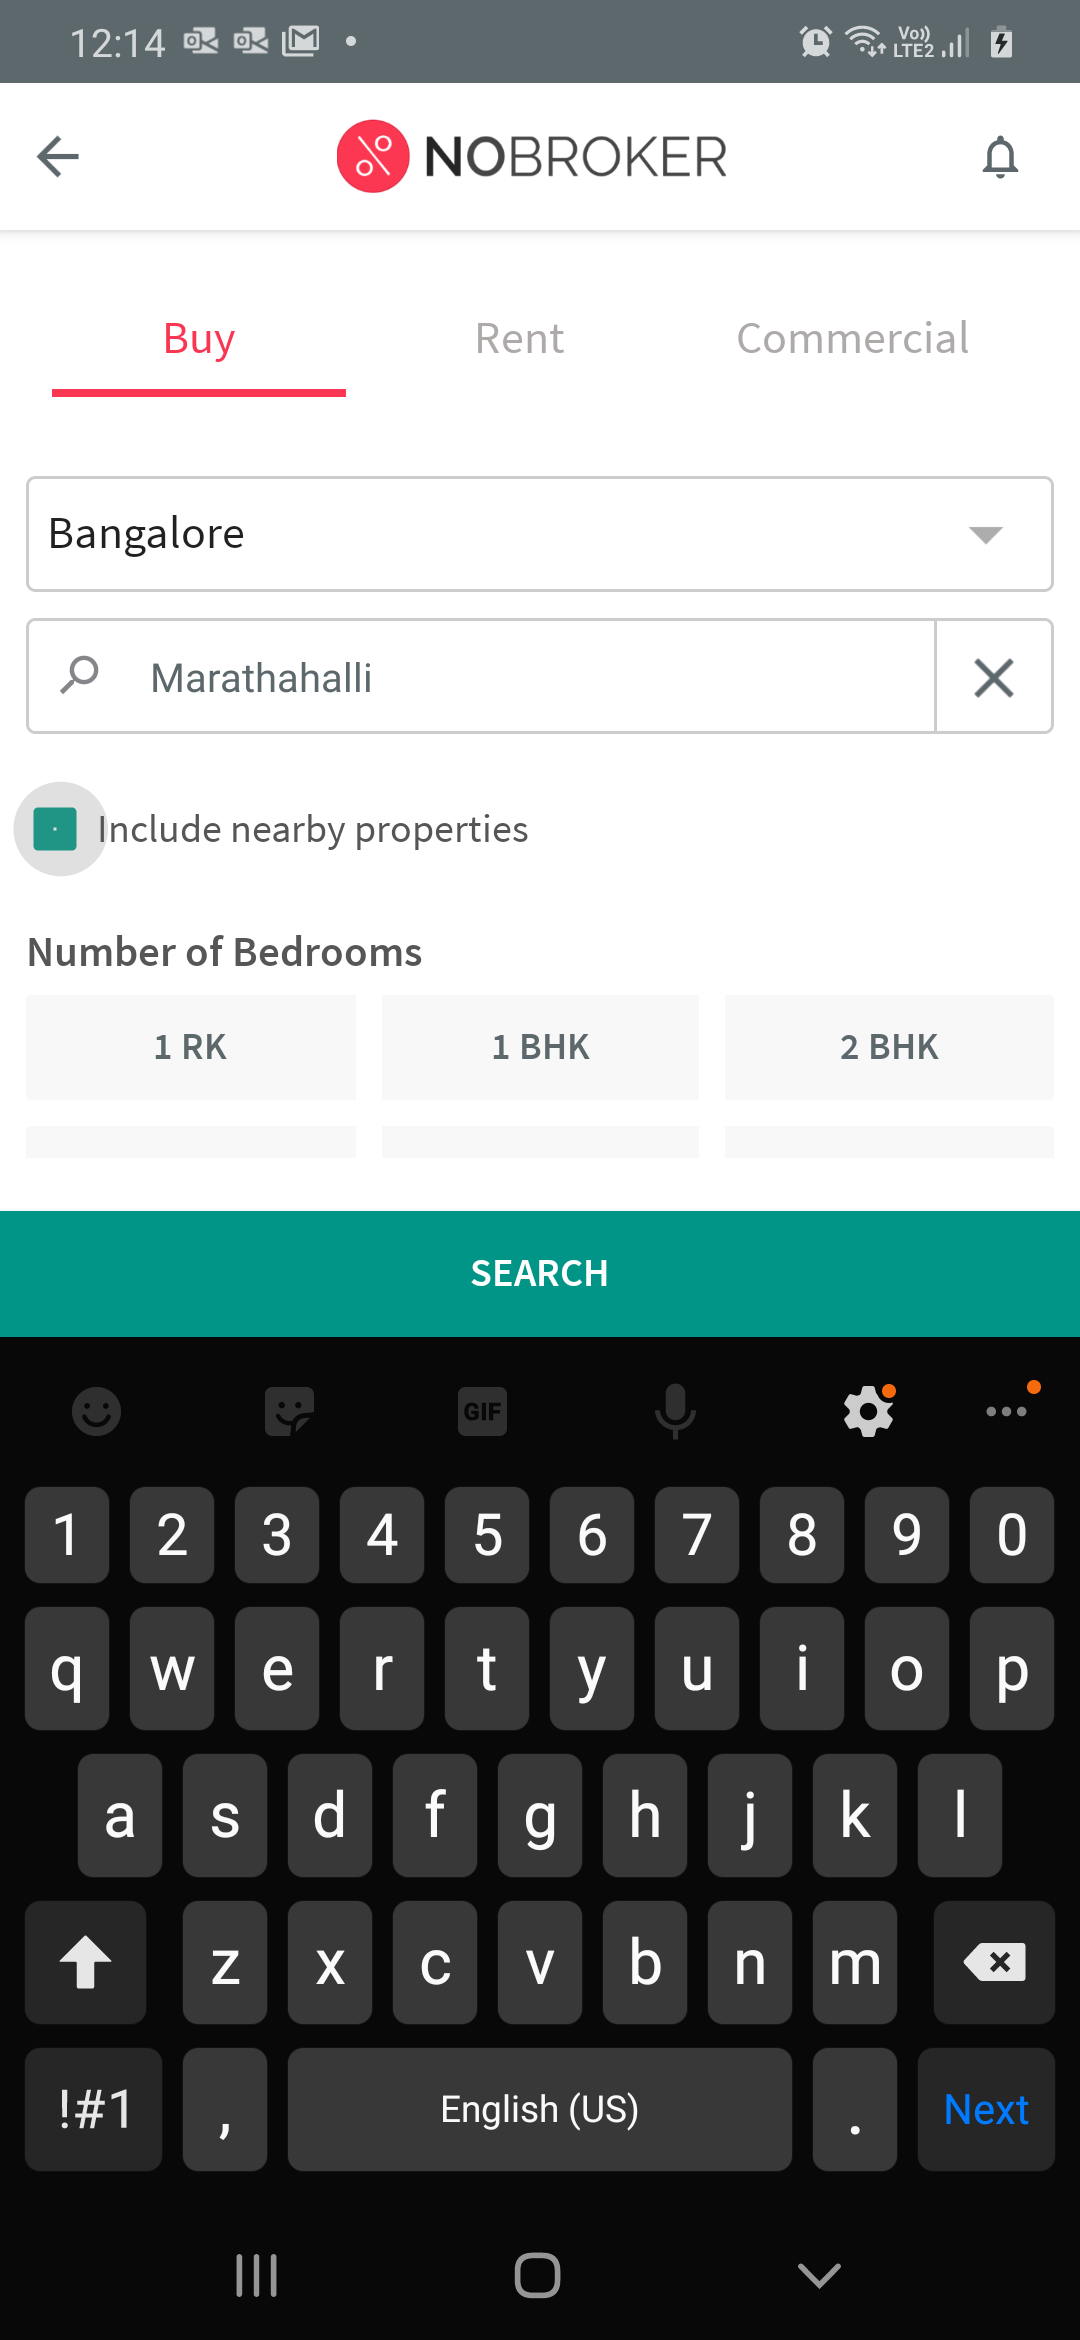 12:14
Vo))
LTE2
NOBROKER
Buy Rent Commercial
Bangalore
Marathahalli
Include nearby properties
Number of Bedrooms
1 RK 1 BHK 2 BHK
SEARCH
GIF
1 2 3 4 5 6 7 8 9 0
q w e r t y u i o p
a s d f g h j k l
z x c v b n m
!#1 , English (US) . Next